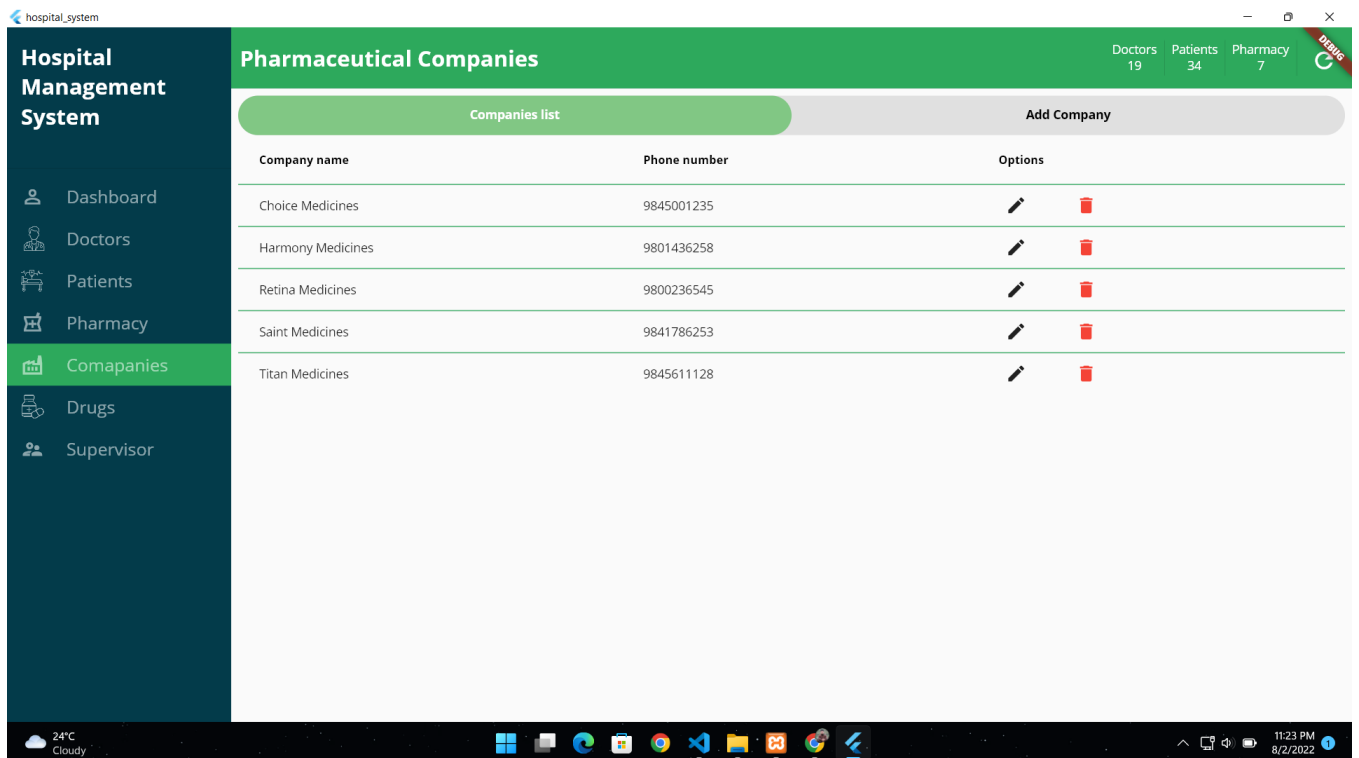 hospital_system
Hospital
Management
System
Pharmaceutical Companies
Doctors Patients Pharmacy
19 34 7
DEBUG
Companies list Add Company
Company name Phone number Options
Dashboard
Doctors
Patients
Pharmacy
Comapanies
Drugs
Supervisor
Choice Medicines 9845001235
Harmony Medicines 9801436258
Retina Medicines 9800236545
Saint Medicines 9841786253
Titan Medicines 9845611128
24°C
Cloudy
11:23 PM
8/2/2022
1